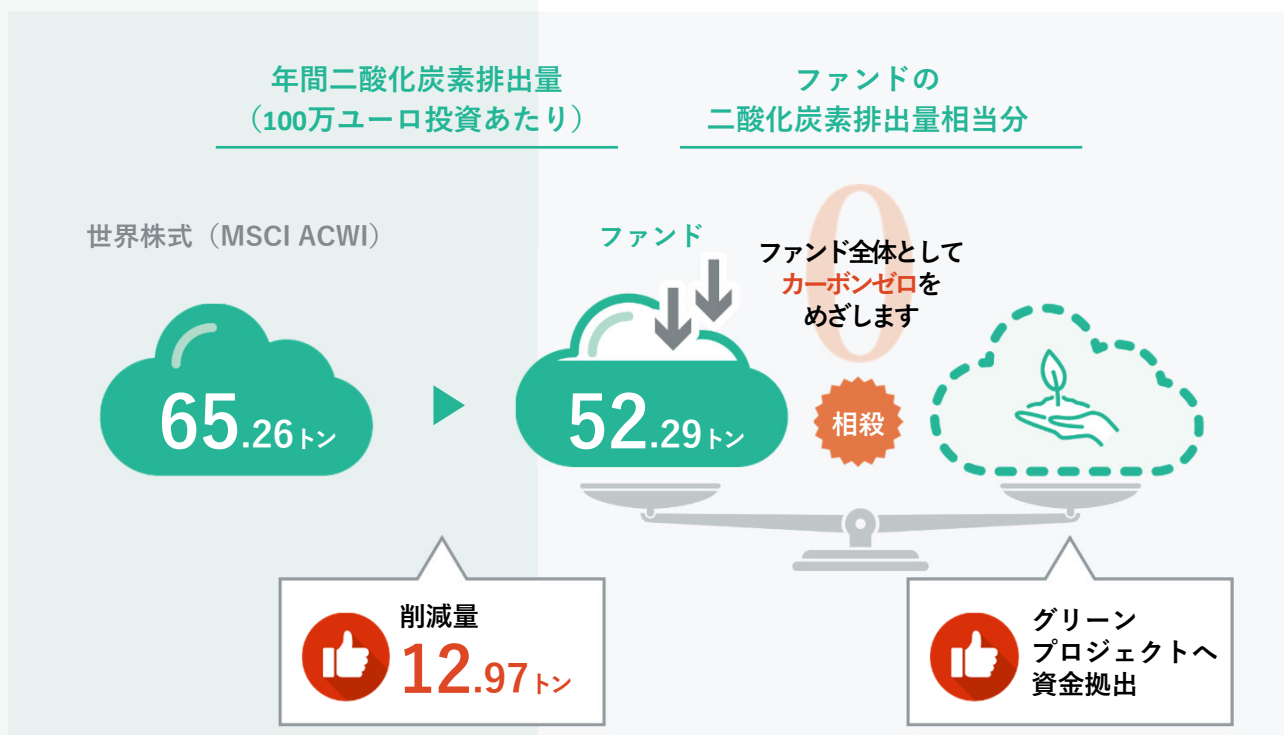 年間二酸化炭素排出量
（100万ユーロ投資あたり）
ファンドの
二酸化炭素排出量相当分
世界株式（MSCI ACWI）
65.26トン
ファンド
52.29トン
0
ファンド全体として
カーボンゼロを
めざします
相殺
削減量
12.97トン
グリーン
プロジェクトへ
資金拠出